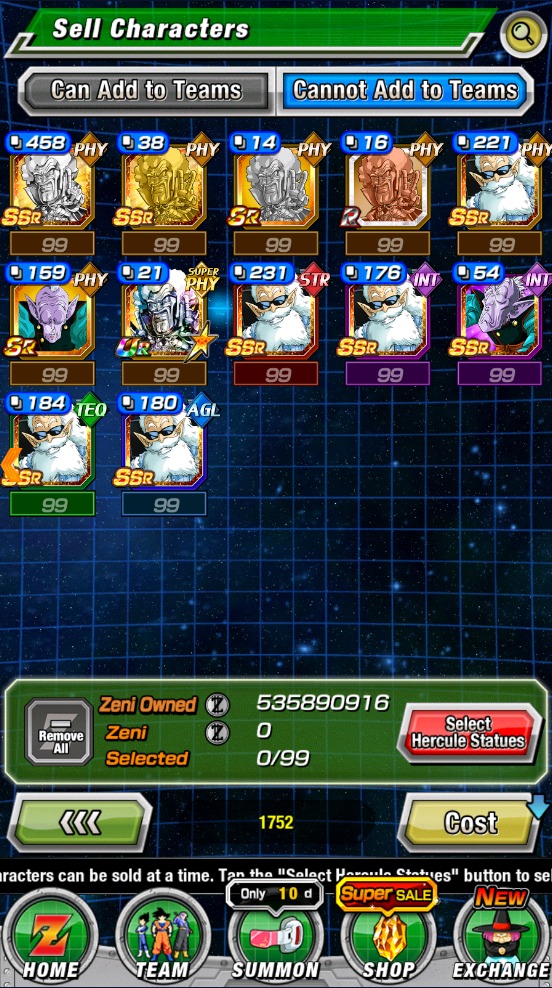 Sell Characters
Can Add to Teams
Cannot Add to Teams
458 PHY
38 PHY
14 PHY
16 PHY
221 PHY
SSR
SSR
SR
R
SSR
99
99
99
99
99
159 PHY
21 SUPER PHY
231 STR
176 INT
54 INT
SR
UR
SSR
SSR
SSR
99
99
99
99
99
184 TEQ
180 AGL
SSR
SSR
99
99
Remove All
Zeni Owned Z 535890916
Zeni Z 0
Selected 0/99
Select Hercule Statues
1752
Cost
aracters can be sold at a time. Tap the "Select Hercule Statues" button to sel
Only 10 d
Super SALE
New
Z
HOME
TEAM
SUMMON
SHOP
EXCHANGE